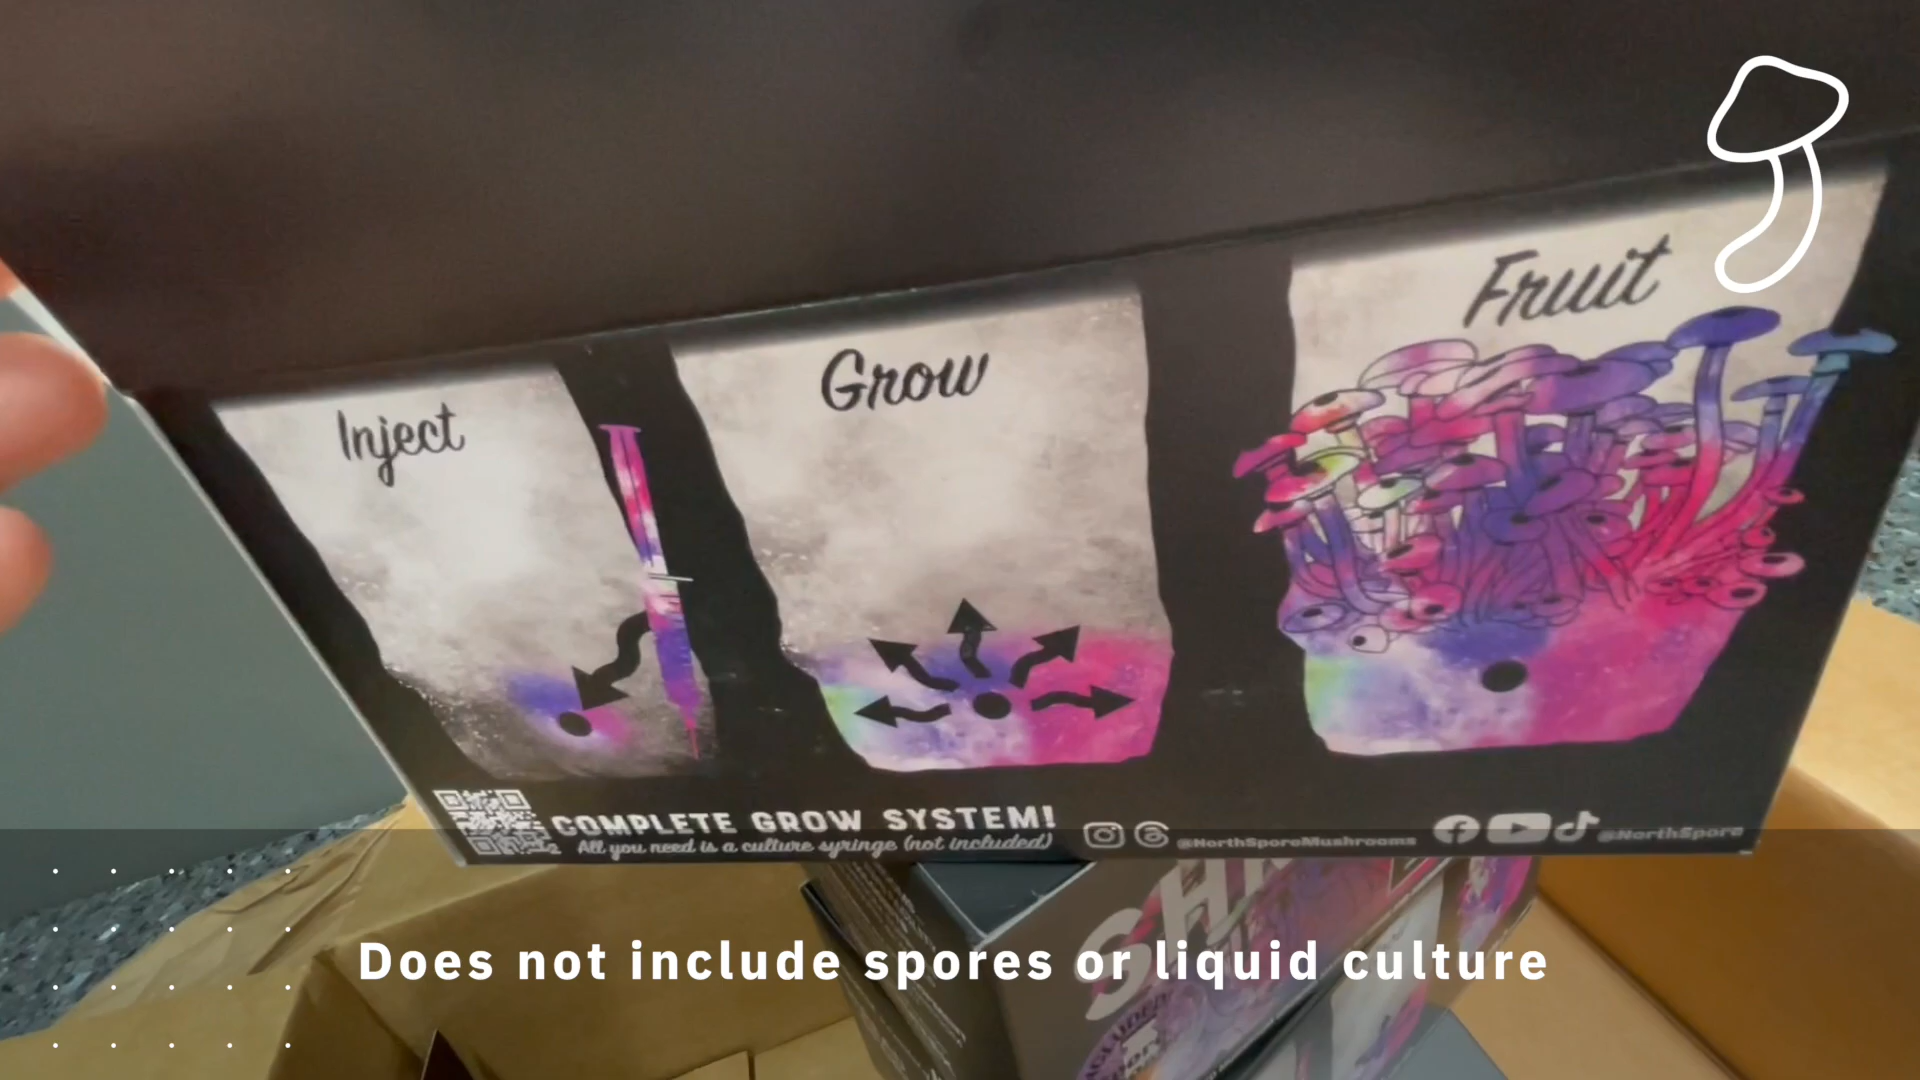 Fruit
Grow
Inject
COMPLETE GROW SYSTEM!
All you need is a culture syringe (not included)
@NorthSporeMushrooms
@NorthSpore
SH
Does not include spores or liquid culture